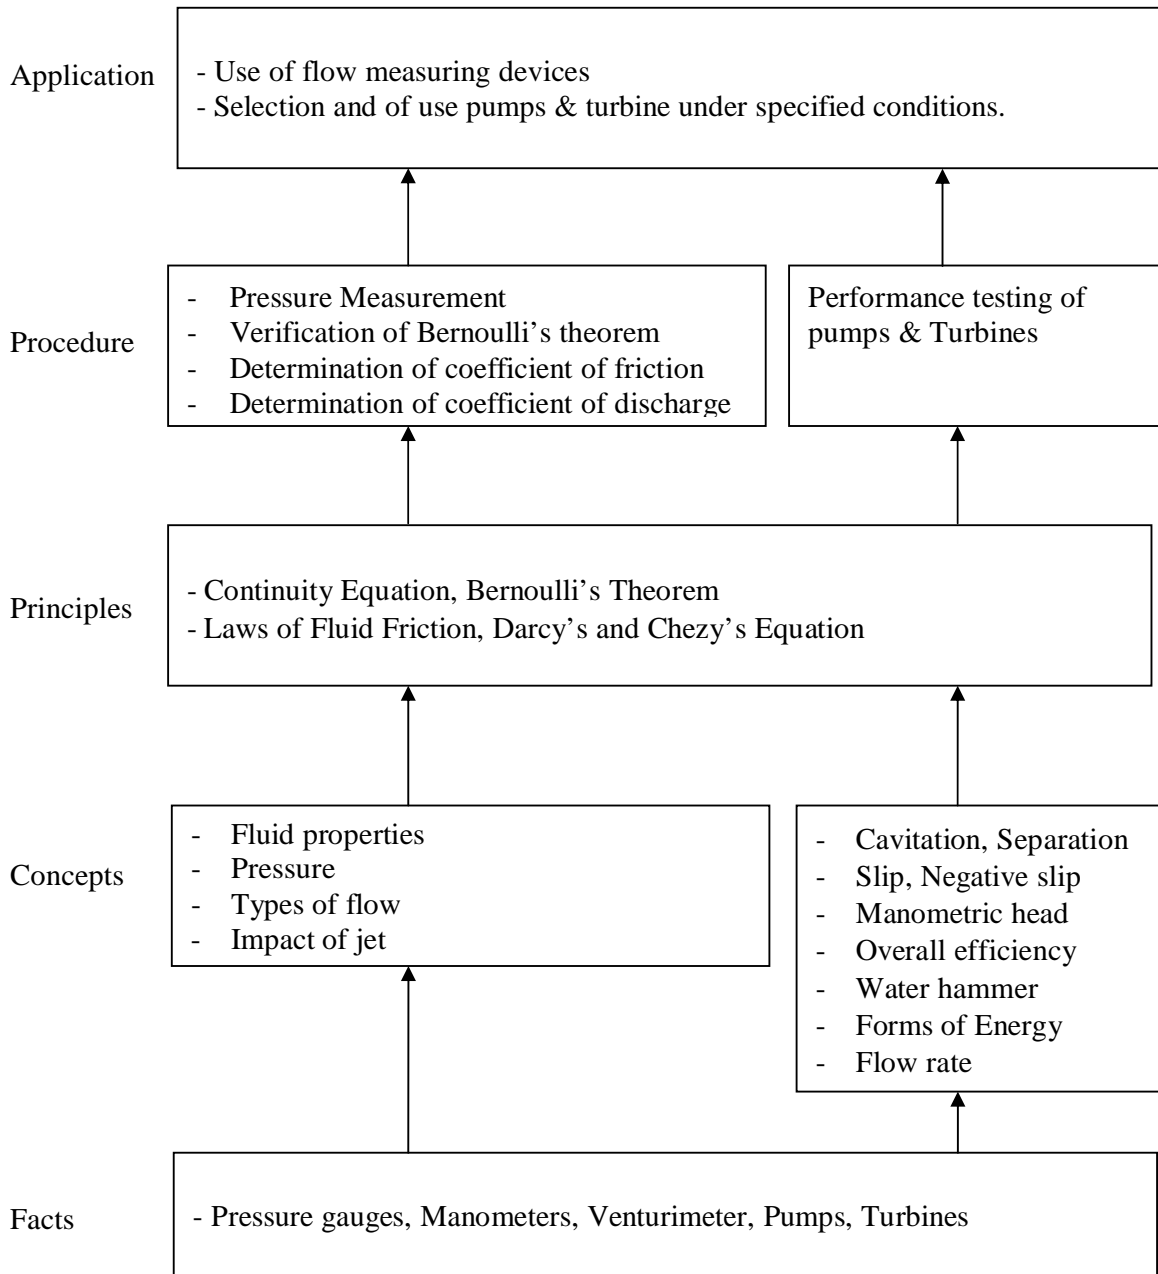 Application
- Use of flow measuring devices
- Selection and of use pumps & turbine under specified conditions.
Procedure
- Pressure Measurement
- Verification of Bernoulli’s theorem
- Determination of coefficient of friction
- Determination of coefficient of discharge
Performance testing of
pumps & Turbines
Principles
- Continuity Equation, Bernoulli’s Theorem
- Laws of Fluid Friction, Darcy’s and Chezy’s Equation
Concepts
- Fluid properties
- Pressure
- Types of flow
- Impact of jet
- Cavitation, Separation
- Slip, Negative slip
- Manometric head
- Overall efficiency
- Water hammer
- Forms of Energy
- Flow rate
Facts
- Pressure gauges, Manometers, Venturimeter, Pumps, Turbines